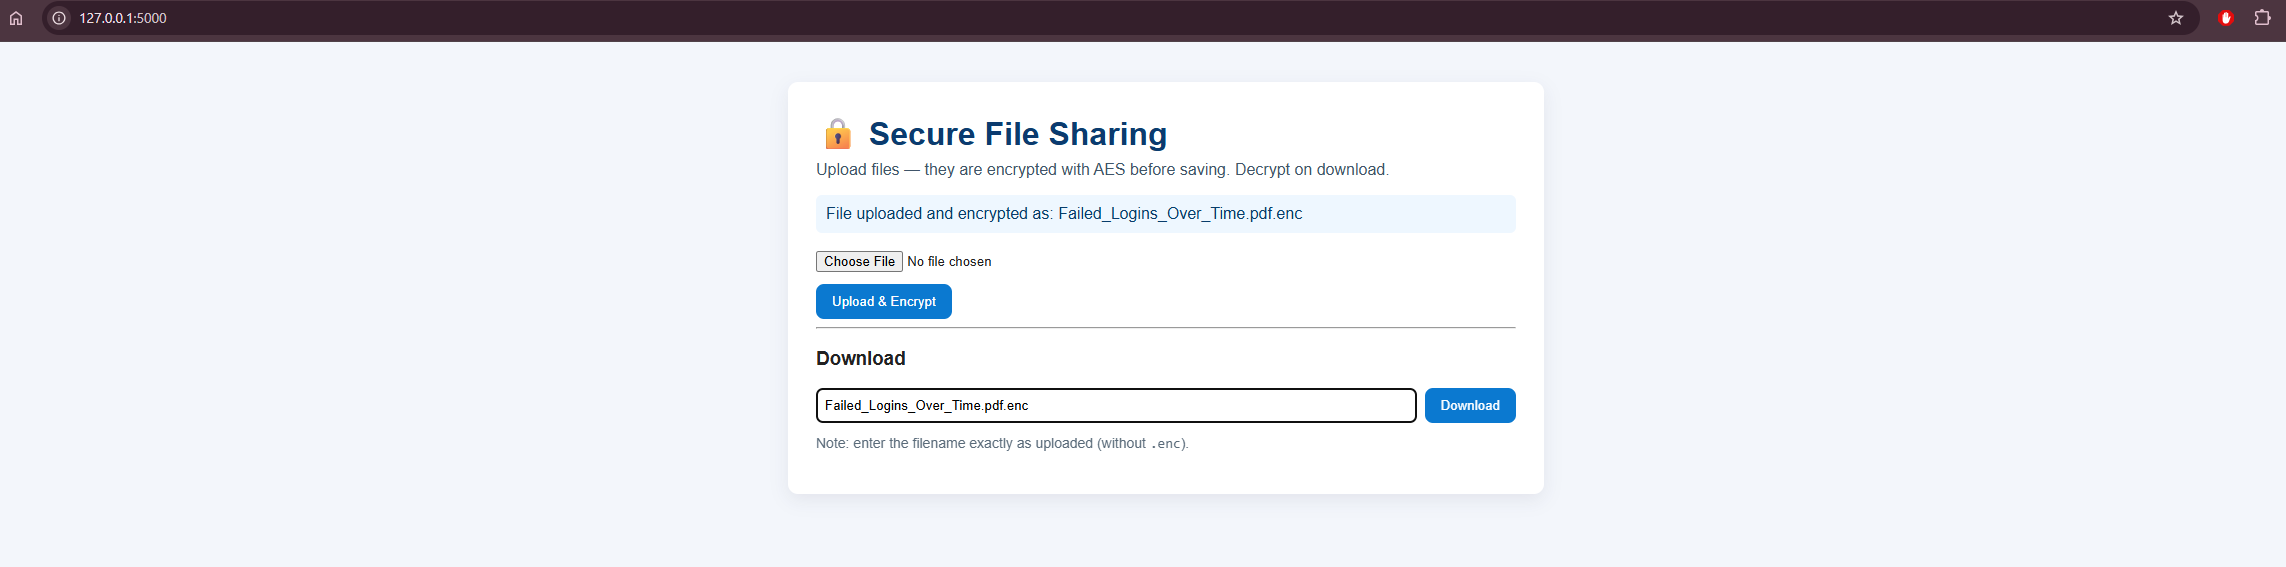 127.0.0.1:5000
🔒 Secure File Sharing
Upload files — they are encrypted with AES before saving. Decrypt on download.
File uploaded and encrypted as: Failed_Logins_Over_Time.pdf.enc
Choose File No file chosen
Upload & Encrypt
Download
Failed_Logins_Over_Time.pdf.enc Download
Note: enter the filename exactly as uploaded (without .enc).